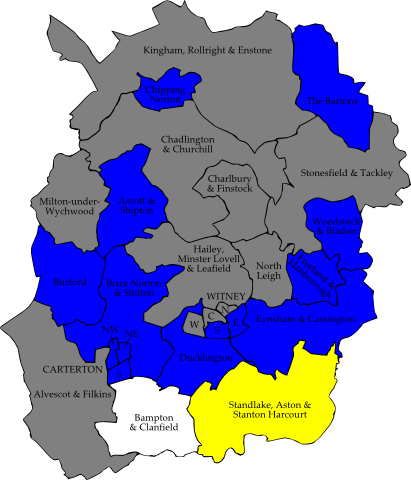 Kingham, Rollright & Enstone
Chipping
Norton
The Bartons
Chadlington
& Churchill
Charlbury
& Finstock
Stonesfield & Tackley
Milton-under-
Wychwood
Ascott &
Shipton
Woodstock
& Bladon
Hailey,
Minster Lovell
& Leafield
North
Leigh
Freeland &
Hanborough
Burford
Brize Norton
& Shilton
WITNEY
N
C
W
E
S
Eynsham & Cassington
NW
NE
Ducklington
CARTERTON
S
Alvescot & Filkins
Standlake, Aston &
Stanton Harcourt
Bampton
& Clanfield